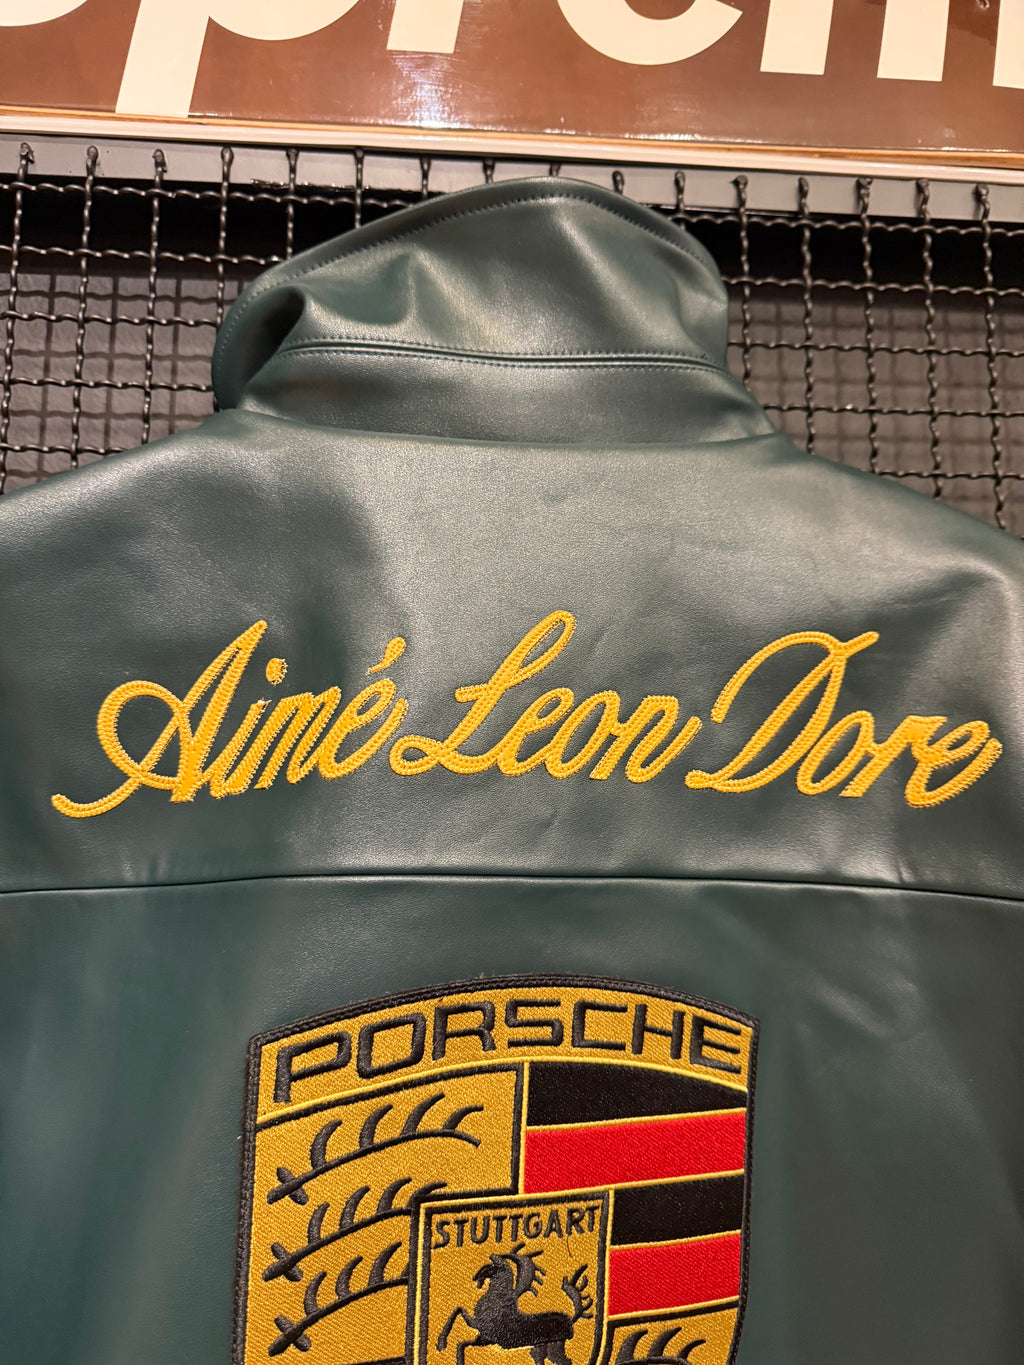 Aimé Leon Dore
PORSCHE
STUTTGART